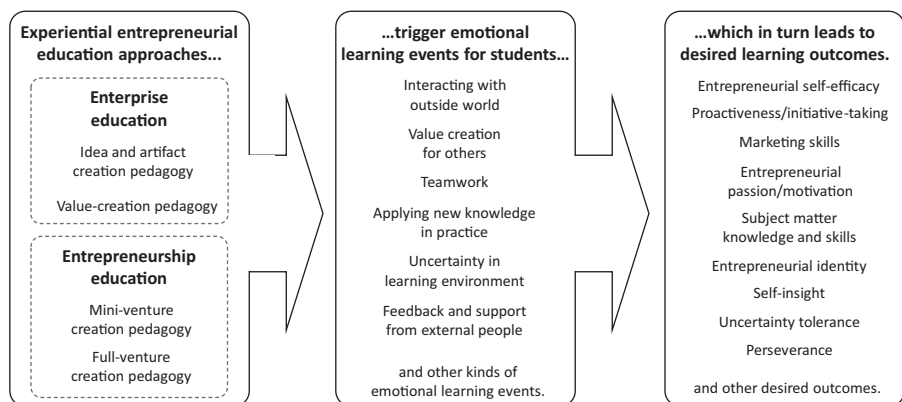 Experiential entrepreneurial
education approaches...
Enterprise
education
Idea and artifact
creation pedagogy
Value-creation pedagogy
Entrepreneurship
education
Mini-venture
creation pedagogy
Full-venture
creation pedagogy
...trigger emotional
learning events for students...
Interacting with
outside world
Value creation
for others
Teamwork
Applying new knowledge
in practice
Uncertainty in
learning environment
Feedback and support
from external people
and other kinds of
emotional learning events.
...which in turn leads to
desired learning outcomes.
Entrepreneurial self-efficacy
Proactiveness/initiative-taking
Marketing skills
Entrepreneurial
passion/motivation
Subject matter
knowledge and skills
Entrepreneurial identity
Self-insight
Uncertainty tolerance
Perseverance
and other desired outcomes.